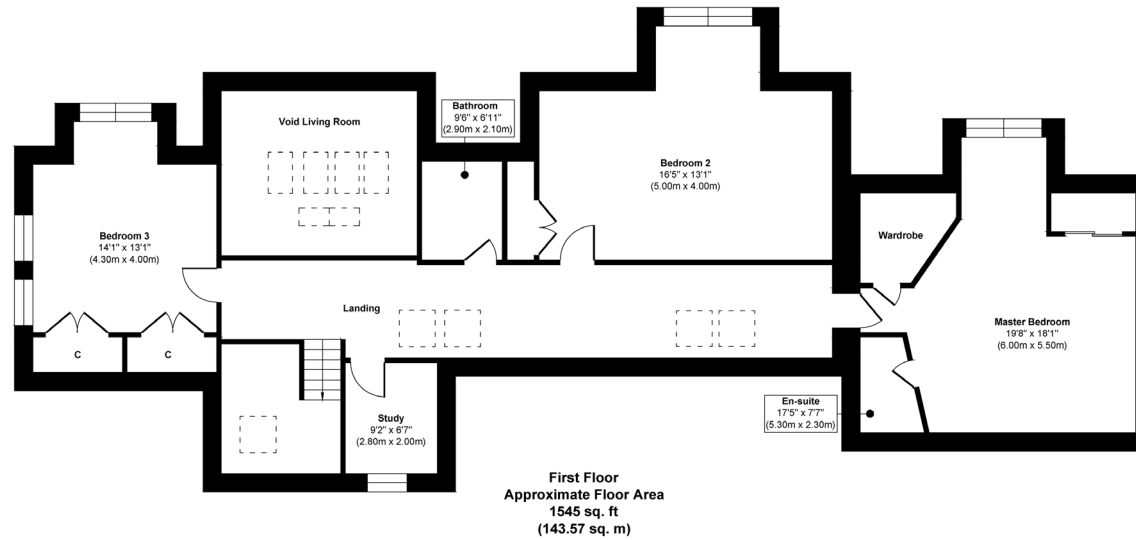 Void Living Room
Bathroom
9'6" x 6'11"
(2.90m x 2.10m)
Bedroom 2
16'5" x 13'1"
(5.00m x 4.00m)
Bedroom 3
14'1" x 13'1"
(4.30m x 4.00m)
Wardrobe
Landing
Master Bedroom
19'8" x 18'1"
(6.00m x 5.50m)
C
C
Study
9'2" x 6'7"
(2.80m x 2.00m)
En-suite
17'5" x 7'7"
(5.30m x 2.30m)
First Floor
Approximate Floor Area
1545 sq. ft
(143.57 sq. m)